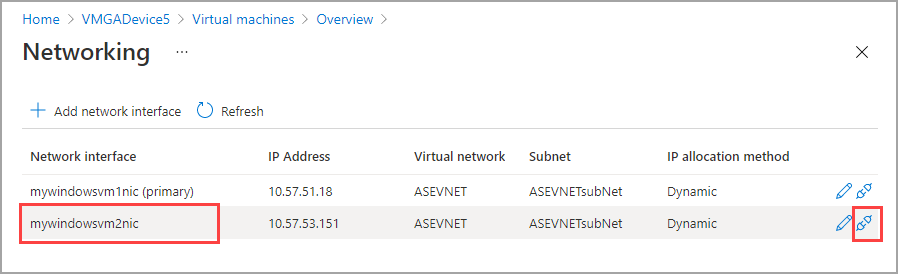 Home > VMGADevice5 > Virtual machines > Overview >
Networking ...
Add network interface Refresh
Network interface IP Address Virtual network Subnet IP allocation method
mywindowsvm1nic (primary) 10.57.51.18 ASEVNET ASEVNETsubNet Dynamic
mywindowsvm2nic 10.57.53.151 ASEVNET ASEVNETsubNet Dynamic